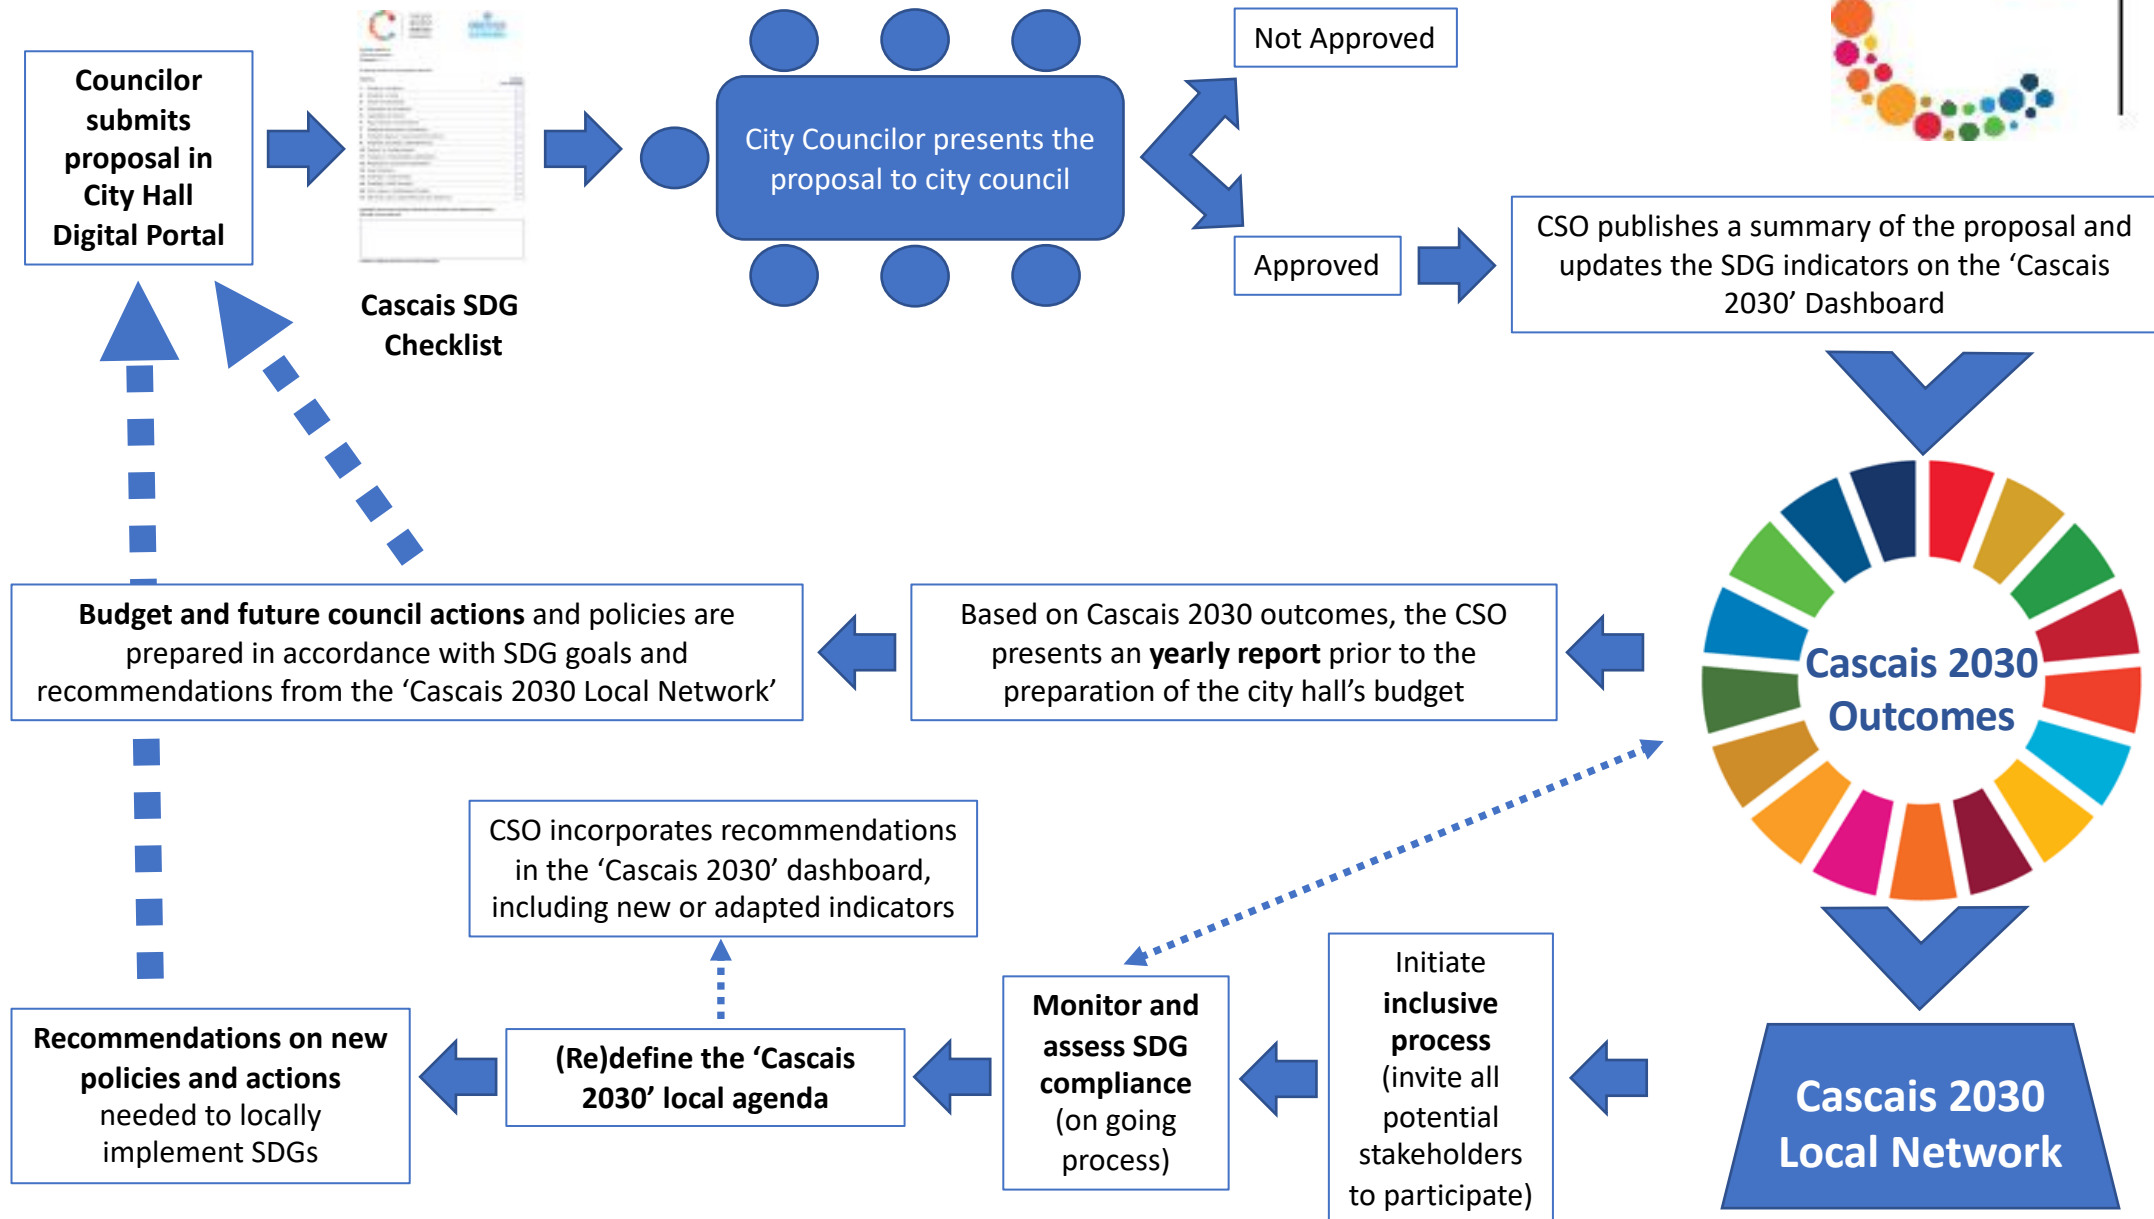 Councilor
submits
proposal in
City Hall
Digital Portal
Cascais SDG
Checklist
City Councilor presents the
proposal to city council
Not Approved
Approved
CSO publishes a summary of the proposal and
updates the SDG indicators on the ‘Cascais
2030’ Dashboard
Cascais 2030
Outcomes
Based on Cascais 2030 outcomes, the CSO
presents an yearly report prior to the
preparation of the city hall’s budget
Budget and future council actions and policies are
prepared in accordance with SDG goals and
recommendations from the ‘Cascais 2030 Local Network’
CSO incorporates recommendations
in the ‘Cascais 2030’ dashboard,
including new or adapted indicators
Cascais 2030
Local Network
Initiate
inclusive
process
(invite all
potential
stakeholders
to participate)
Monitor and
assess SDG
compliance
(on going
process)
(Re)define the ‘Cascais
2030’ local agenda
Recommendations on new
policies and actions
needed to locally
implement SDGs